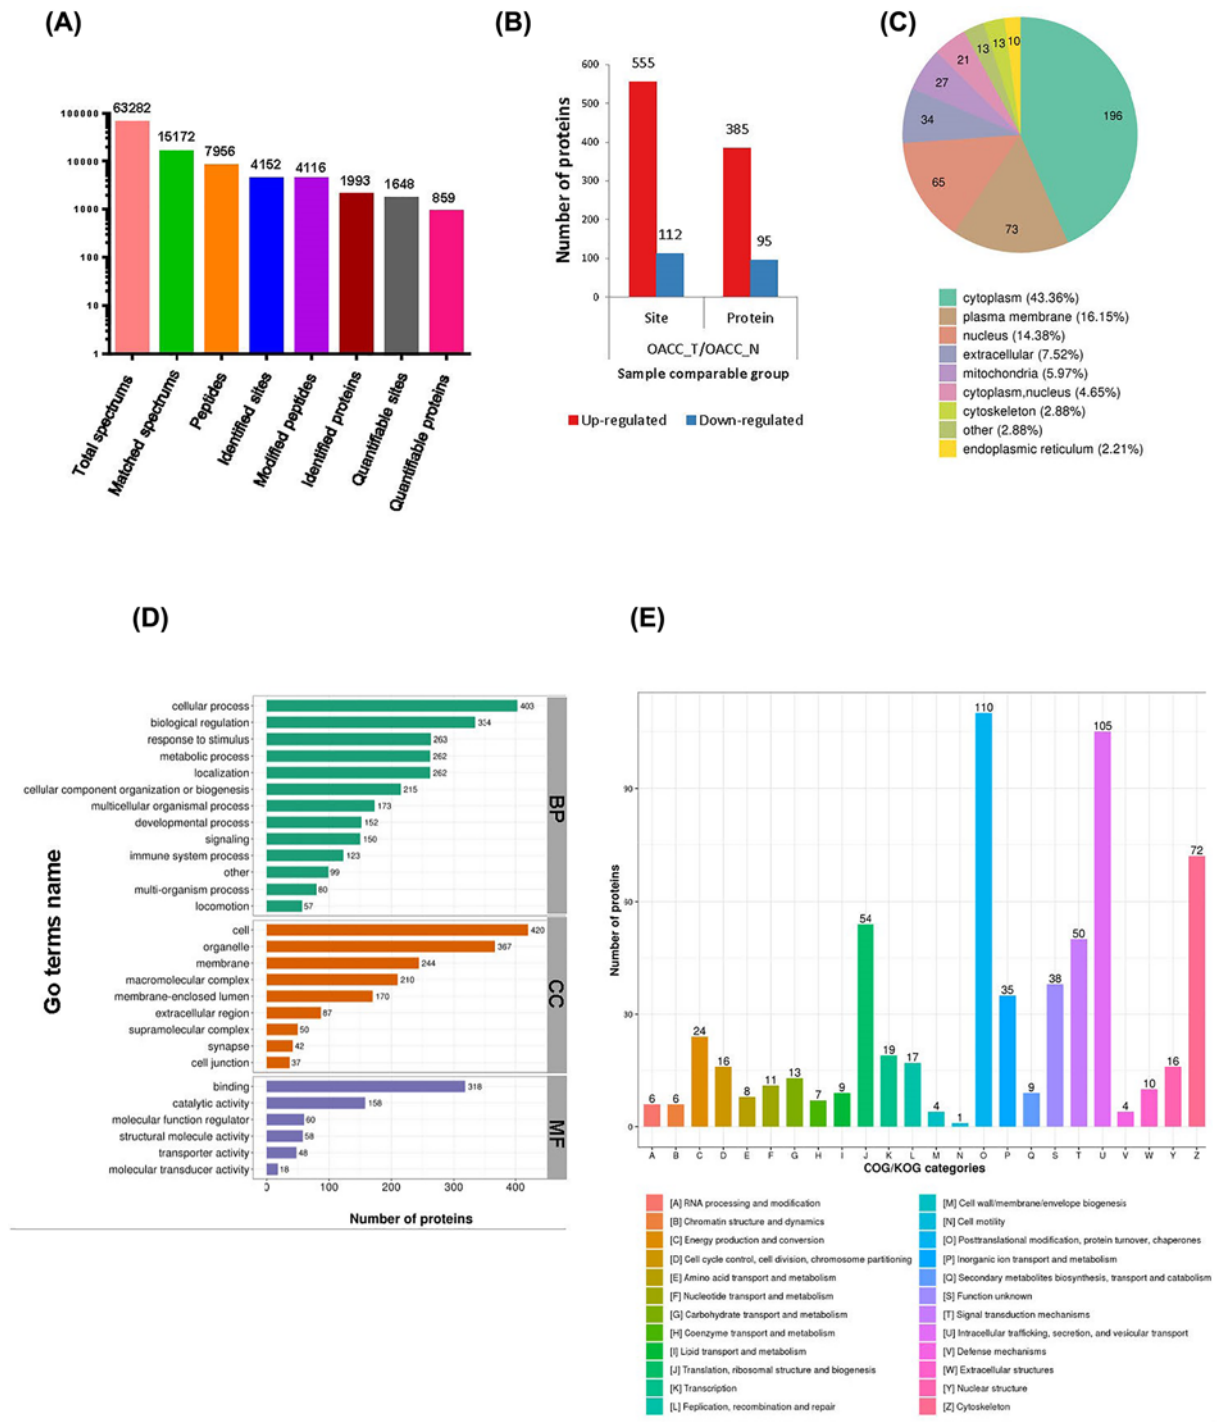 (A)
63282
15172
7956
4152
4116
1993
1648
859
100000
10000
1000
100
10
1
Total spectrums
Matched spectrums
Peptides
Identified sites
Modified peptides
Identified proteins
Quantifiable sites
Quantifiable proteins
(B)
Number of proteins
600
500
400
300
200
100
0
555
112
385
95
Site
Protein
OACC_T/OACC_N
Sample comparable group
Up-regulated
Down-regulated
(C)
196
73
65
34
27
21
13
13
10
cytoplasm (43.36%)
plasma membrane (16.15%)
nucleus (14.38%)
extracellular (7.52%)
mitochondria (5.97%)
cytoplasm,nucleus (4.65%)
cytoskeleton (2.88%)
other (2.88%)
endoplasmic reticulum (2.21%)
(D)
Go terms name
cellular process 403
biological regulation 334
response to stimulus 263
metabolic process 262
localization 262
cellular component organization or biogenesis 215
multicellular organismal process 173
developmental process 152
signaling 150
immune system process 123
other 99
multi-organism process 80
locomotion 57
BP
cell 420
organelle 367
membrane 244
macromolecular complex 210
membrane-enclosed lumen 170
extracellular region 87
supramolecular complex 50
synapse 42
cell junction 37
CC
binding 318
catalytic activity 158
molecular function regulator 60
structural molecule activity 58
transporter activity 48
molecular transducer activity 18
MF
0 100 200 300 400
Number of proteins
(E)
Number of proteins
90
60
30
0
6
6
24
16
8
11
13
7
9
54
19
17
4
1
110
35
9
38
50
105
4
10
16
72
A B C D E F G H I J K L M N O P Q S T U V W Y Z
COG/KOG categories
[A] RNA processing and modification
[B] Chromatin structure and dynamics
[C] Energy production and conversion
[D] Cell cycle control, cell division, chromosome partitioning
[E] Amino acid transport and metabolism
[F] Nucleotide transport and metabolism
[G] Carbohydrate transport and metabolism
[H] Coenzyme transport and metabolism
[I] Lipid transport and metabolism
[J] Translation, ribosomal structure and biogenesis
[K] Transcription
[L] Feplication, recombination and repair
[M] Cell wall/membrane/envelope biogenesis
[N] Cell motility
[O] Posttranslational modification, protein turnover, chaperones
[P] Inorganic ion transport and metabolism
[Q] Secondary metabolites biosynthesis, transport and catabolism
[S] Function unknown
[T] Signal transduction mechanisms
[U] Intracellular trafficking, secretion, and vesicular transport
[V] Defense mechanisms
[W] Extracellular structures
[Y] Nuclear structure
[Z] Cytoskeleton